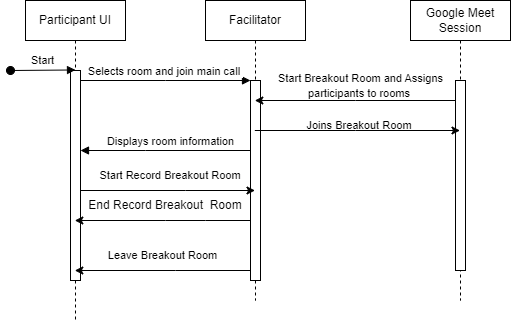 Participant UI
Facilitator
Google Meet
Session
Start
Selects room and join main call
Start Breakout Room and Assigns
participants to rooms
Joins Breakout Room
Displays room information
Start Record Breakout Room
End Record Breakout  Room
Leave Breakout Room